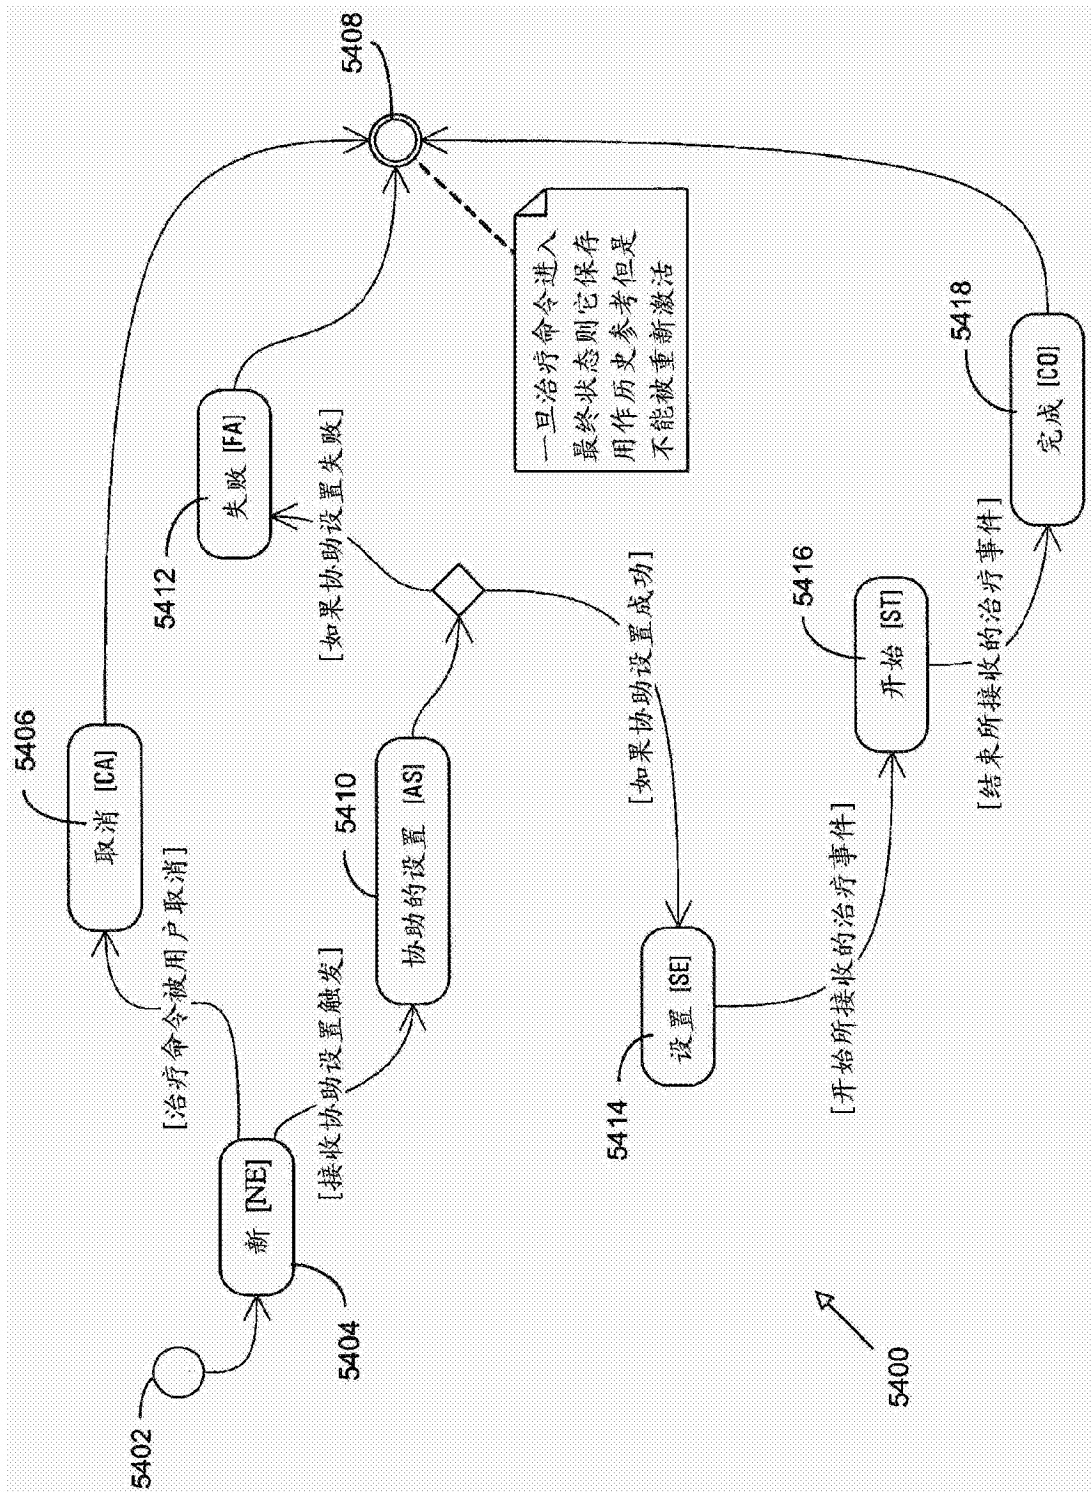 5402
新 [NE]
5404
[治疗命令被用户取消]
取消 [CA]
5406
[接收协助设置触发]
协助的设置 [AS]
5410
[如果协助设置失败]
失败 [FA]
5412
5408
一旦治疗命令进入
最终状态则它保存
用作历史参考但是
不能被重新激活
[如果协助设置成功]
设置 [SE]
5414
[开始所接收的治疗事件]
开始 [ST]
5416
[结束所接收的治疗事件]
完成 [CO]
5418
5400